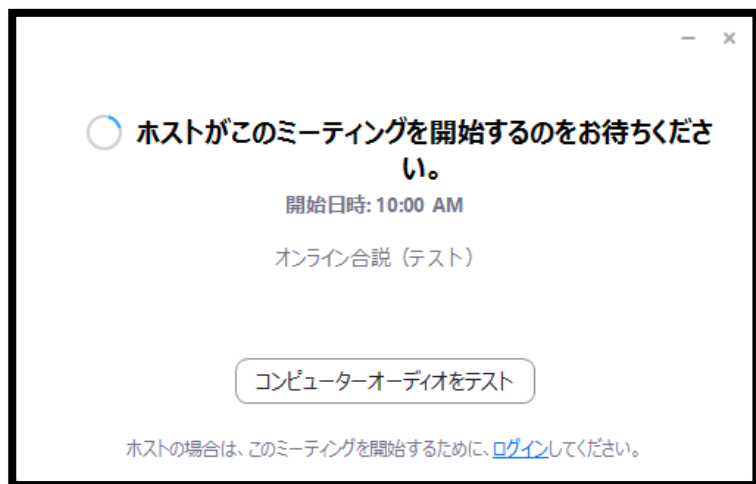 ホストがこのミーティングを開始するのをお待ちくださ
い。
開始日時: 10:00 AM
オンライン合説（テスト）
コンピューターオーディオをテスト
ホストの場合は、このミーティングを開始するために、ログインしてください。